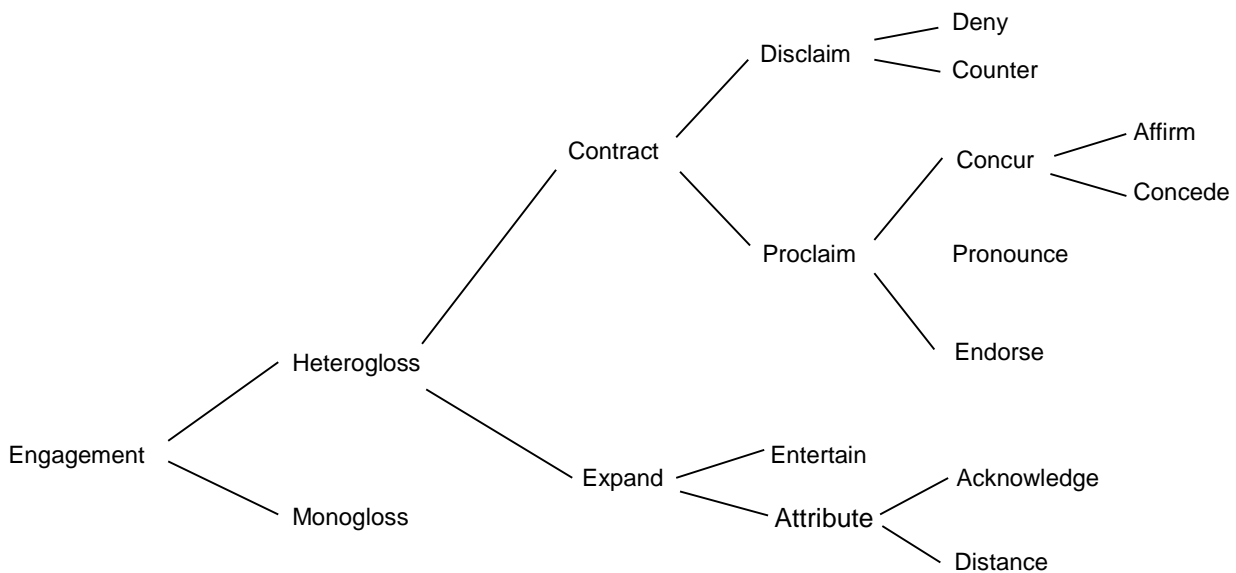 Deny
Disclaim
Counter
Affirm
Contract
Concur
Concede
Proclaim
Pronounce
Endorse
Heterogloss
Engagement
Entertain
Expand
Acknowledge
Monogloss
Attribute
Distance